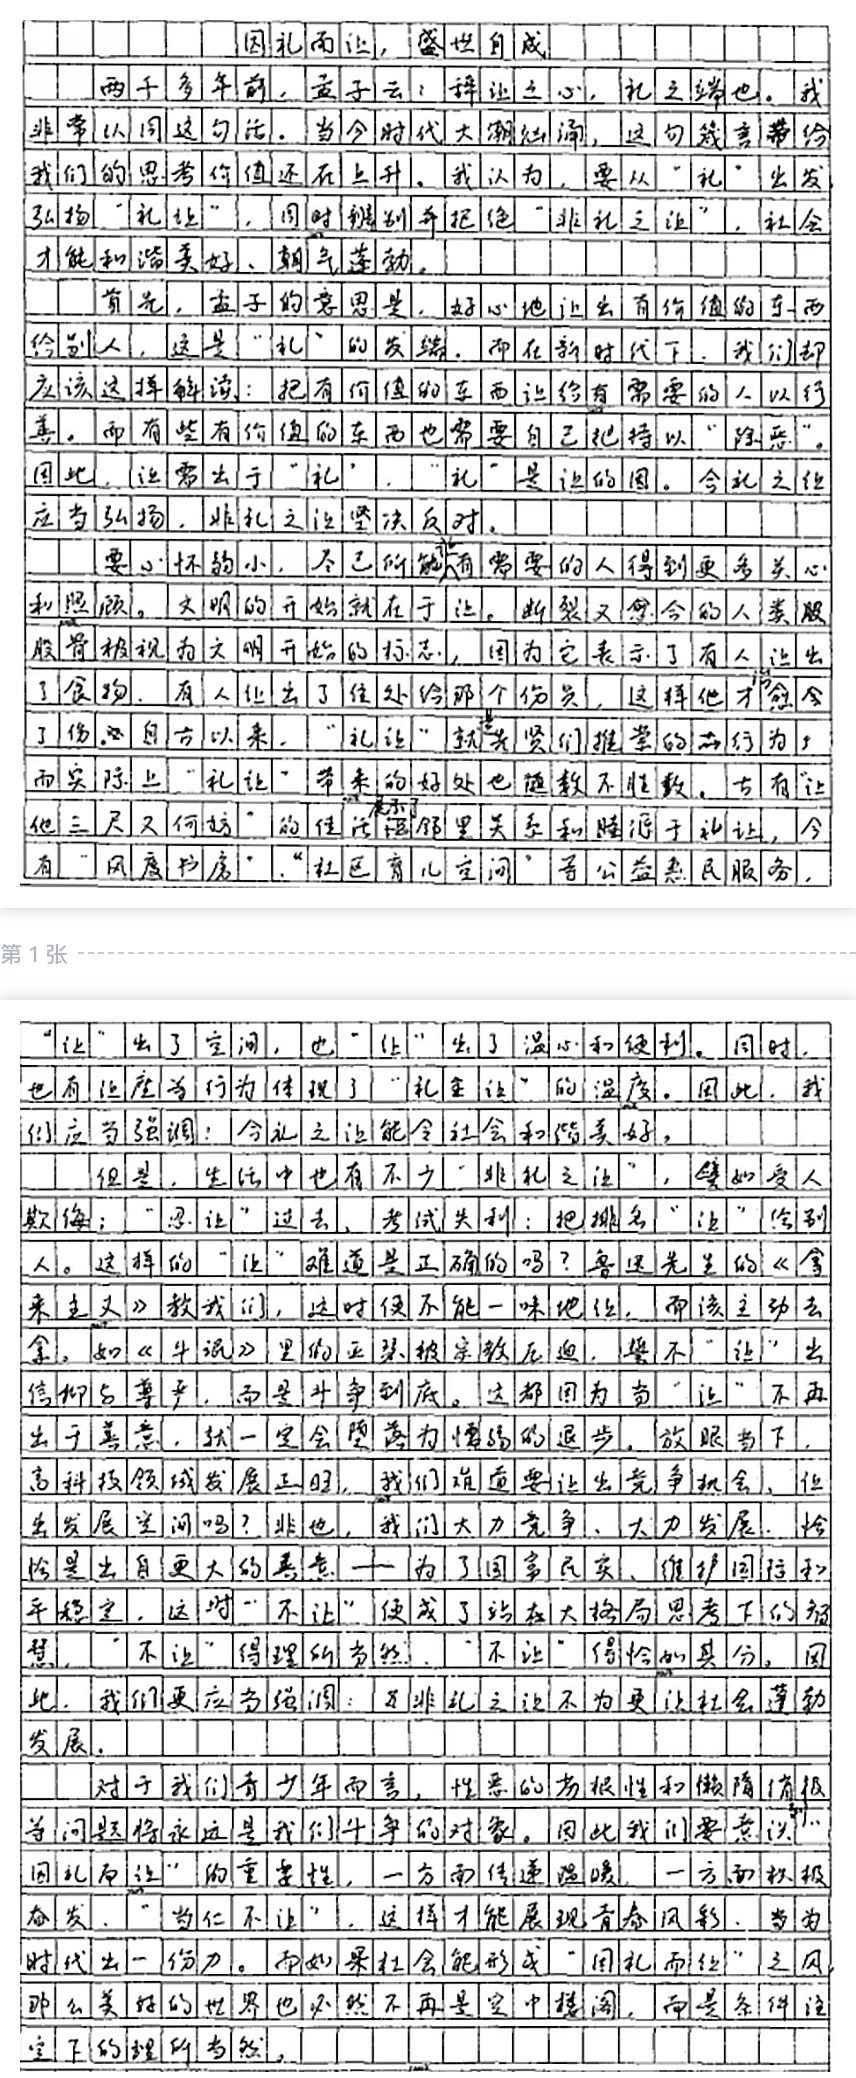 因礼而让，盛世自成
两千多年前，孟子云：辞让之心，礼之端也。我
非常认同这句话。当今时代大潮汹涌，这句箴言带给
我们的思考价值还在上升。我认为，要从“礼”出发，
弘扬“礼让”，同时辨别并拒绝“非礼之让”，社会
才能和谐美好、朝气蓬勃。
首先，孟子的意思是，好心地让出有价值的东西
给别人，这是“礼”的发端。而在新时代下，我们却
应该这样解读：把有价值的东西让给有需要的人以行
善。而有些有价值的东西也需要自己把持以“除恶”。
因此，让需出于“礼”，“礼”是让的因。合礼之让
应当弘扬，非礼之让坚决反对。
要心怀弱小，尽己所能让有需要的人得到更多关心
和照顾。文明的开始就在于让。断裂又愈合的人类股
股骨被视为文明开始的标志，因为它表示了有人让出
了食物，有人让出了住处给那个伤员，这样他才得愈合
了伤。自古以来，“礼让”就是先贤们推崇的行为，
而实际上“礼让”带来的好处也随数不胜数。古有“让
他三尺又何妨”的佳话展示了邻里关系和睦源于礼让，今
有“风度书房”、“社区育儿空间”等公益惠民服务，
第 1 张
“让”出了空间，也“让”出了温心和便利。同时，
也有让座为行为体现了“礼让”的温度。因此，我
们应当强调：合礼之让能令社会和谐美好。
但是，生活中也有不少“非礼之让”，譬如受人
欺侮；“忍让”过去，考试失利：把排名“让”给别
人。这样的“让”难道是正确的吗？鲁迅先生的《拿
来主义》教我们，这时便不能一味地让，而该主动去
拿。如《牛虻》里的亚瑟被宗教压迫，誓不“让”出
信仰与尊严，而是斗争到底。这都因为当“让”不再
出于善意，就一定会堕落为懦弱的退步。放眼当下，
高科技领域发展正旺，我们难道要让出竞争机会、让
出发展空间吗？非也，我们大力竞争、大力发展，恰
恰是出自更大的善意——为了国富民实、维护国际和
平稳定，这时“不让”便成了站在大格局思考下的智
慧，“不让”得理所当然，“不让”得恰如其分。因
此，我们更应当强调：非礼之让不为更让社会蓬勃
发展。
对于我们青少年而言，性恶的劣根性和懒隋消极
等问题将永远是我们斗争的对象。因此我们要意识到“
因礼而让”的重要性，一方面传递温暖，一方面积极
奋发，“当仁不让”，这样才能展现青春风彩，当为
时代出一份力。而如果社会能形成“因礼而让”之风，
那么美好的世界也必然不再是空中楼阁，而是条件注
定下的理所当然。